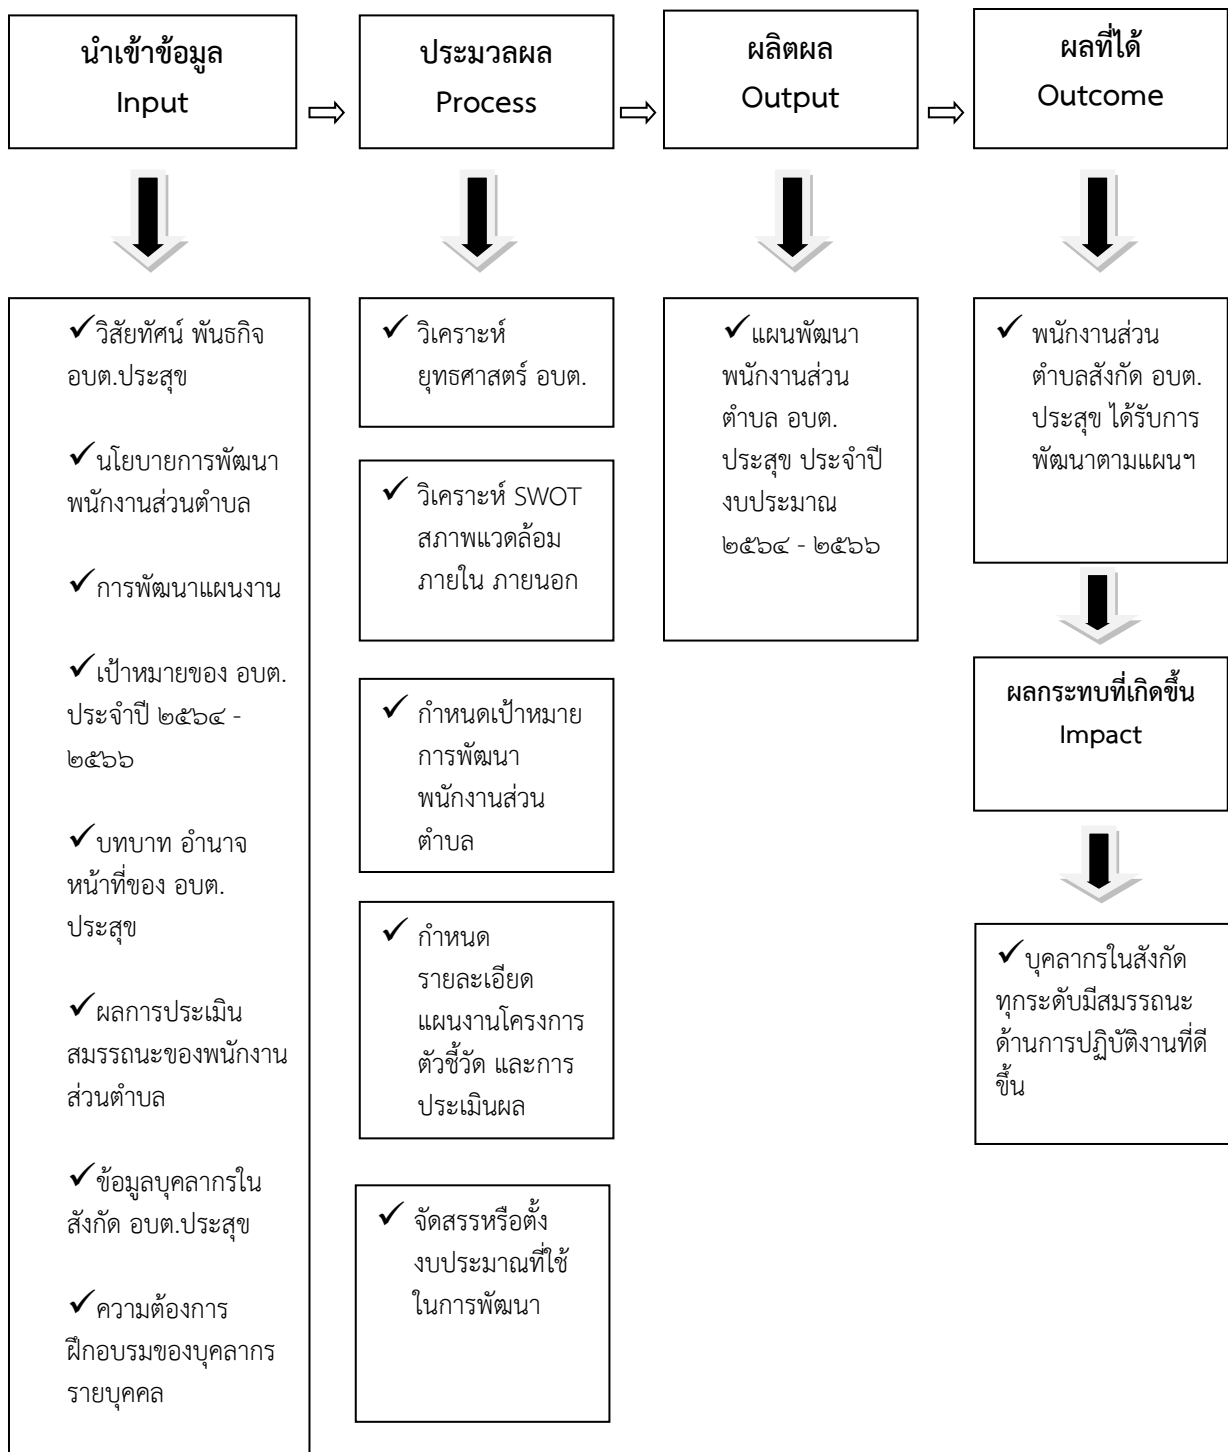 นำเข้าข้อมูล
Input
ประมวลผล
Process
ผลิตผล
Output
ผลที่ได้
Outcome
วิสัยทัศน์ พันธกิจ
อบต.ประสุข
นโยบายการพัฒนา
พนักงานส่วนตำบล
การพัฒนาแผนงาน
เป้าหมายของ อบต.
ประจำปี ๒๕๖๔ -
๒๕๖๖
บทบาท อำนาจ
หน้าที่ของ อบต.
ประสุข
ผลการประเมิน
สมรรถนะของพนักงาน
ส่วนตำบล
ข้อมูลบุคลากรใน
สังกัด อบต.ประสุข
ความต้องการ
ฝึกอบรมของบุคลากร
รายบุคคล
วิเคราะห์
ยุทธศาสตร์ อบต.
วิเคราะห์ SWOT
สภาพแวดล้อม
ภายใน ภายนอก
กำหนดเป้าหมาย
การพัฒนา
พนักงานส่วน
ตำบล
กำหนด
รายละเอียด
แผนงานโครงการ
ตัวชี้วัด และการ
ประเมินผล
จัดสรรหรือตั้ง
งบประมาณที่ใช้
ในการพัฒนา
แผนพัฒนา
พนักงานส่วน
ตำบล อบต.
ประสุข ประจำปี
งบประมาณ
๒๕๖๔ - ๒๕๖๖
พนักงานส่วน
ตำบลสังกัด อบต.
ประสุข ได้รับการ
พัฒนาตามแผนฯ
ผลกระทบที่เกิดขึ้น
Impact
บุคลากรในสังกัด
ทุกระดับมีสมรรถนะ
ด้านการปฏิบัติงานที่ดี
ขึ้น